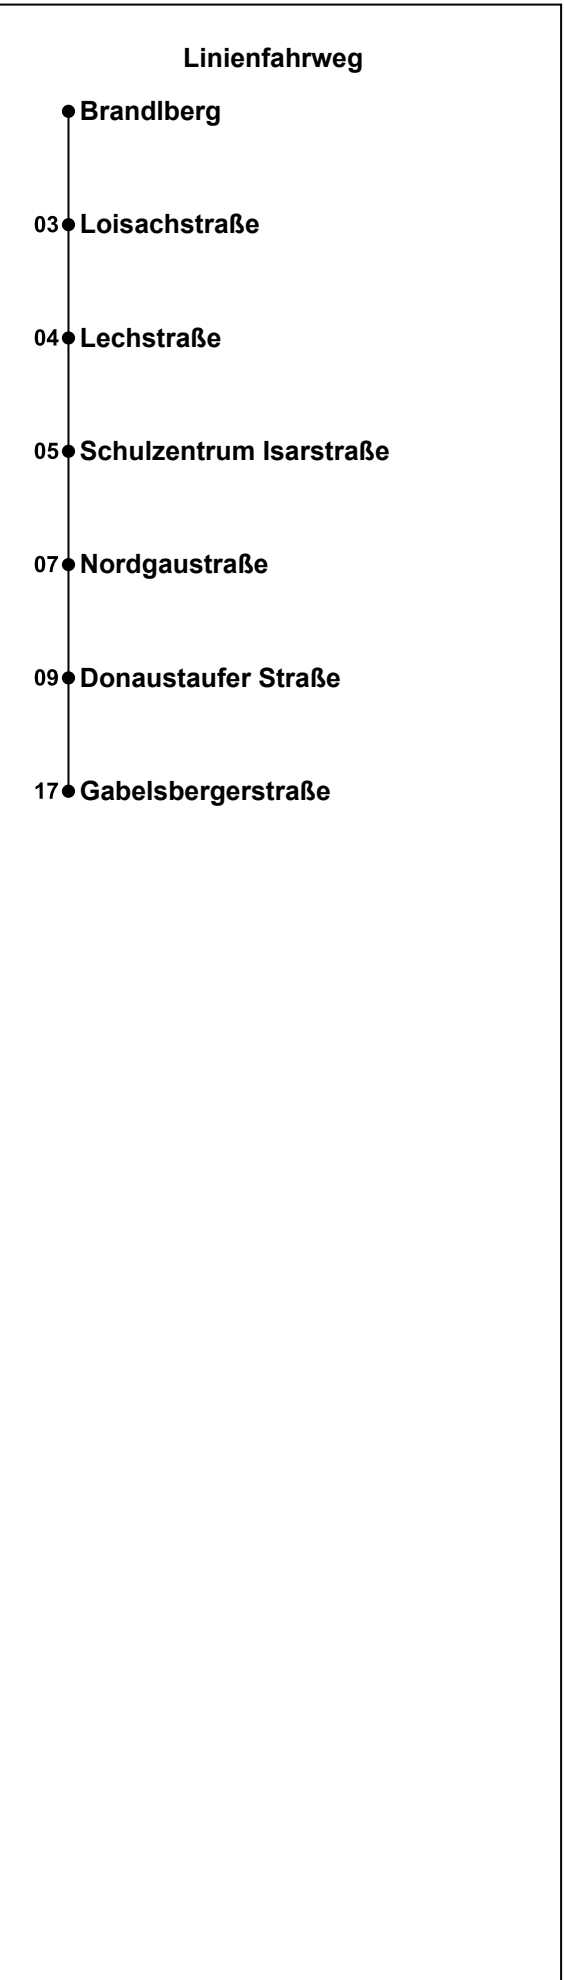 Linienfahrweg
Brandlberg
03 Loisachstraße
04 Lechstraße
05 Schulzentrum Isarstraße
07 Nordgaustraße
09 Donaustaufer Straße
17 Gabelsbergerstraße